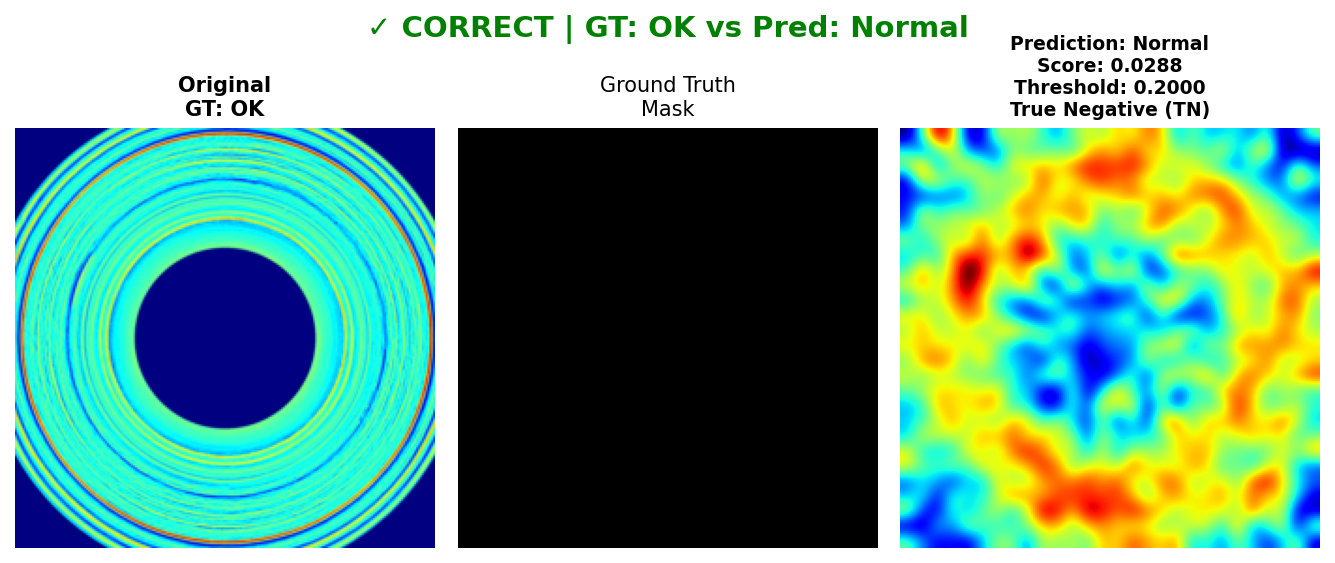 ✓ CORRECT | GT: OK vs Pred: Normal
Original
GT: OK
Ground Truth
Mask
Prediction: Normal
Score: 0.0288
Threshold: 0.2000
True Negative (TN)